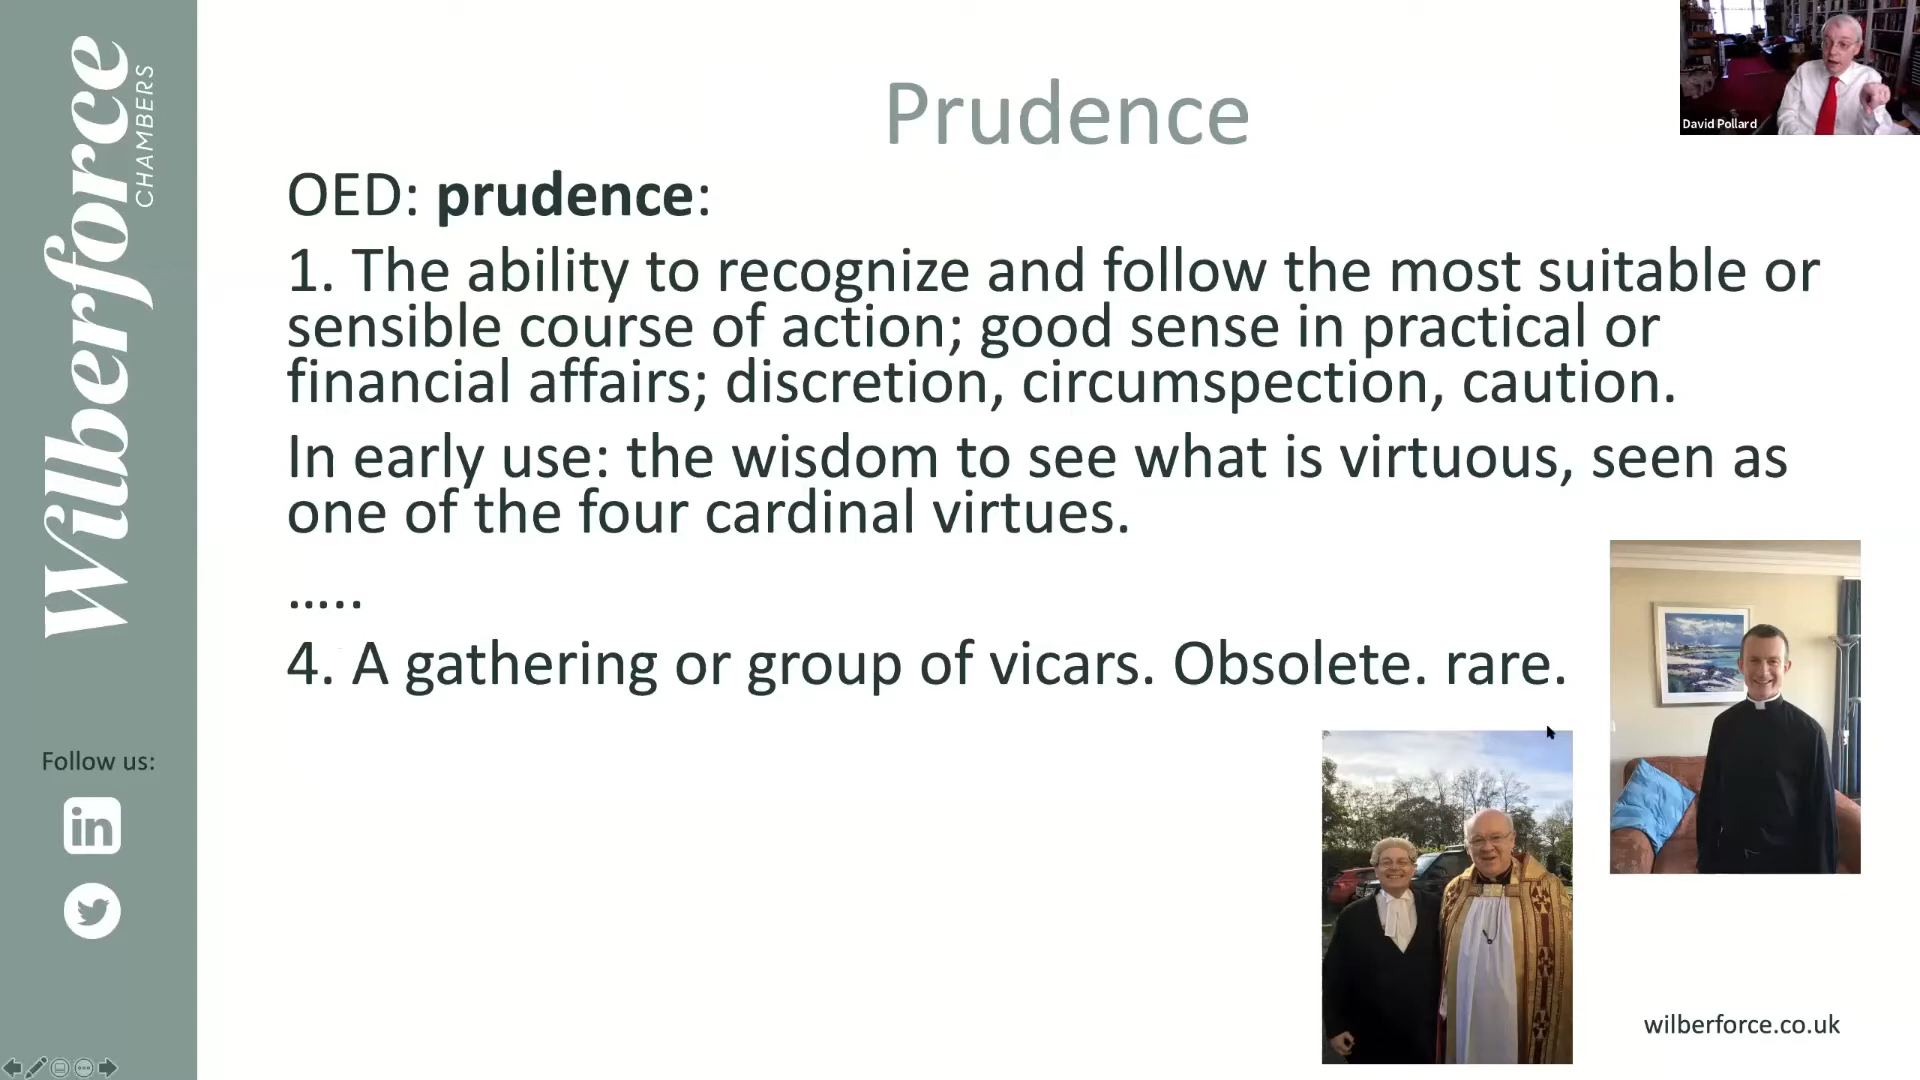 Wilberforce
CHAMBERS
David Pollard
Prudence
OED: prudence:
1. The ability to recognize and follow the most suitable or
sensible course of action; good sense in practical or
financial affairs; discretion, circumspection, caution.
In early use: the wisdom to see what is virtuous, seen as
one of the four cardinal virtues.
.....
4. A gathering or group of vicars. Obsolete. rare.
Follow us:
in
wilberforce.co.uk